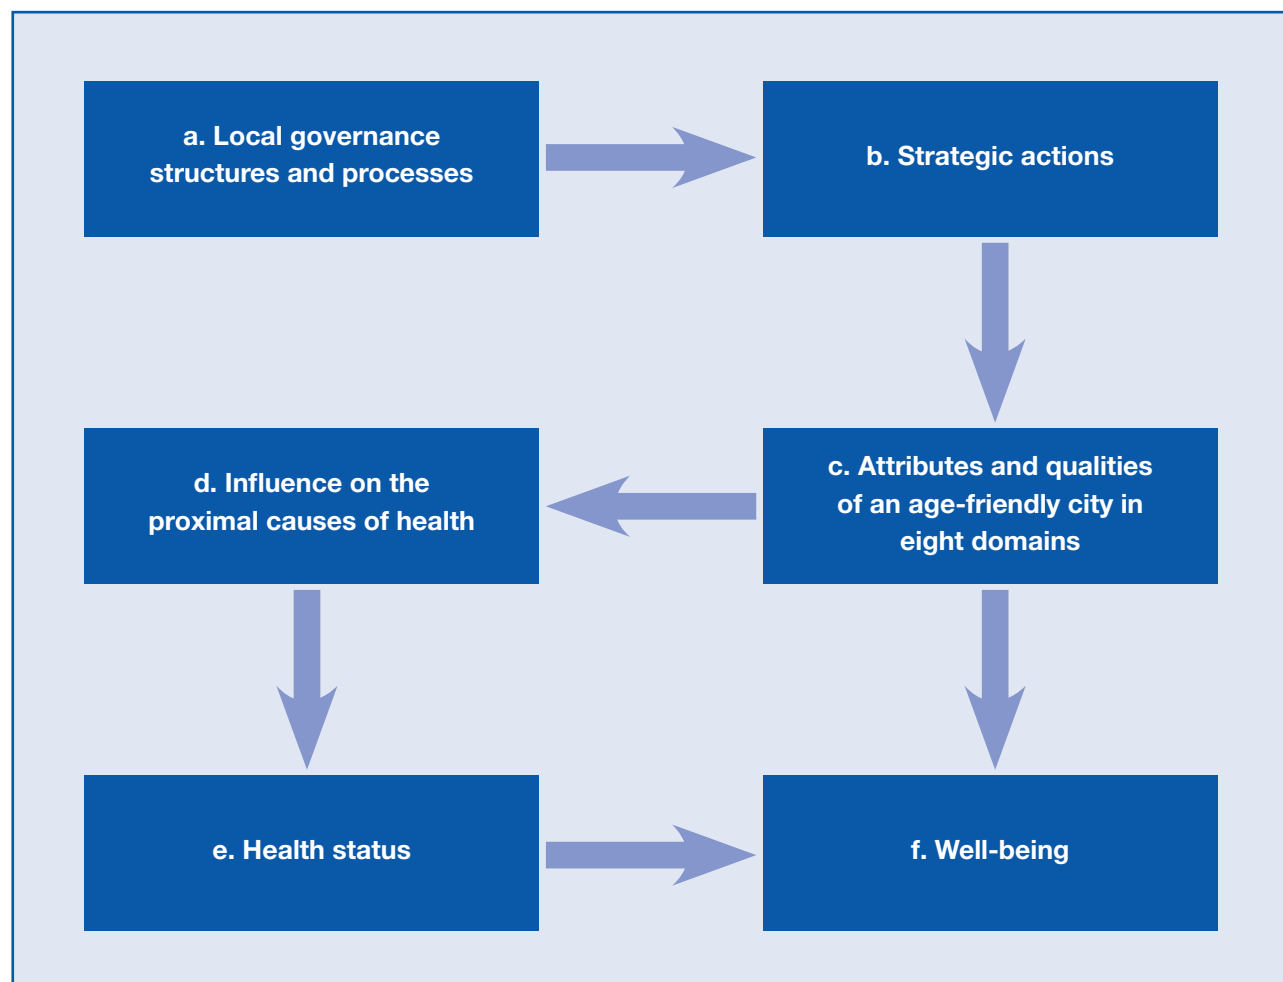 a. Local governance
structures and processes
b. Strategic actions
c. Attributes and qualities
of an age-friendly city in
eight domains
d. Influence on the
proximal causes of health
e. Health status
f. Well-being